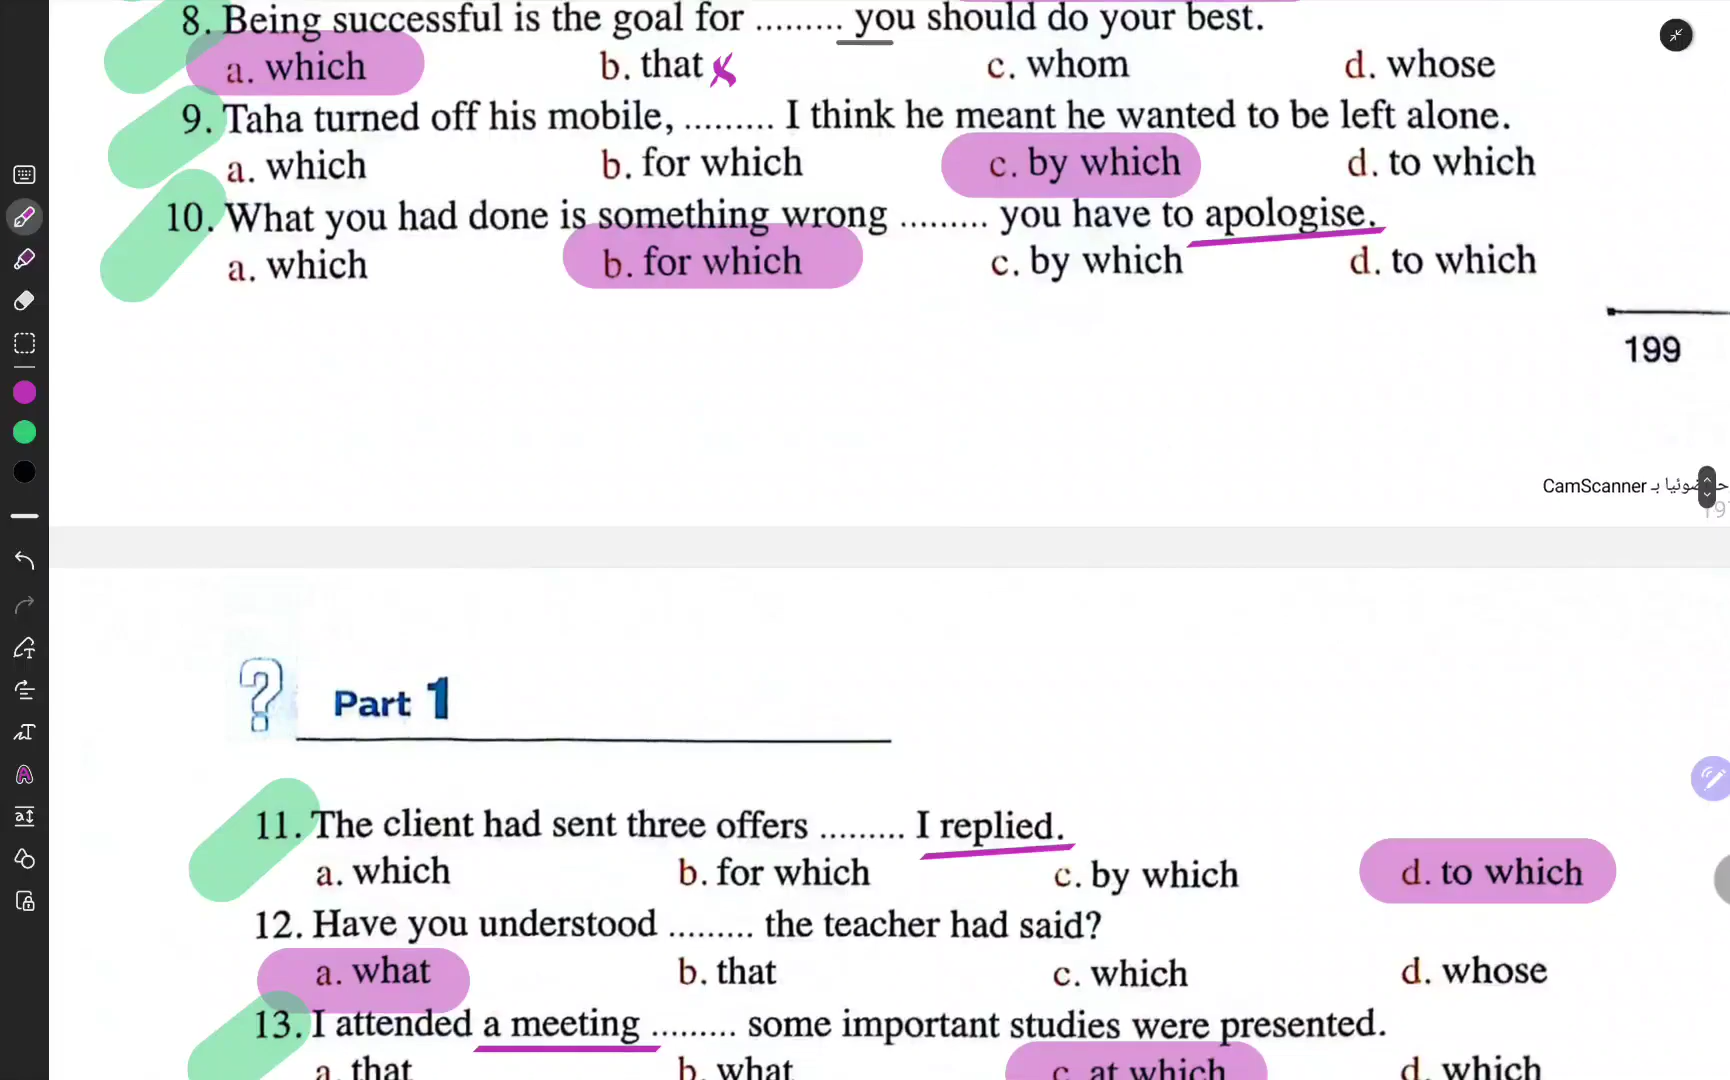 8. Being successful is the goal for ......... you should do your best.
a. which b. that c. whom d. whose
9. Taha turned off his mobile, ......... I think he meant he wanted to be left alone.
a. which b. for which c. by which d. to which
10. What you had done is something wrong ......... you have to apologise.
a. which b. for which c. by which d. to which
199
CamScanner
Part 1
11. The client had sent three offers ......... I replied.
a. which b. for which c. by which d. to which
12. Have you understood ......... the teacher had said?
a. what b. that c. which d. whose
13. I attended a meeting ......... some important studies were presented.
a. that b. what c. at which d. which